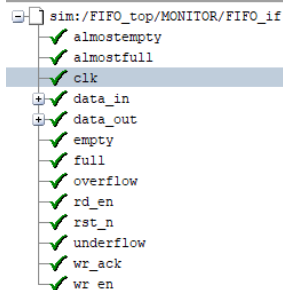 sim:/FIFO_top/MONITOR/FIFO_if
almostempty
almostfull
clk
data_in
data_out
empty
full
overflow
rd_en
rst_n
underflow
wr_ack
wr_en